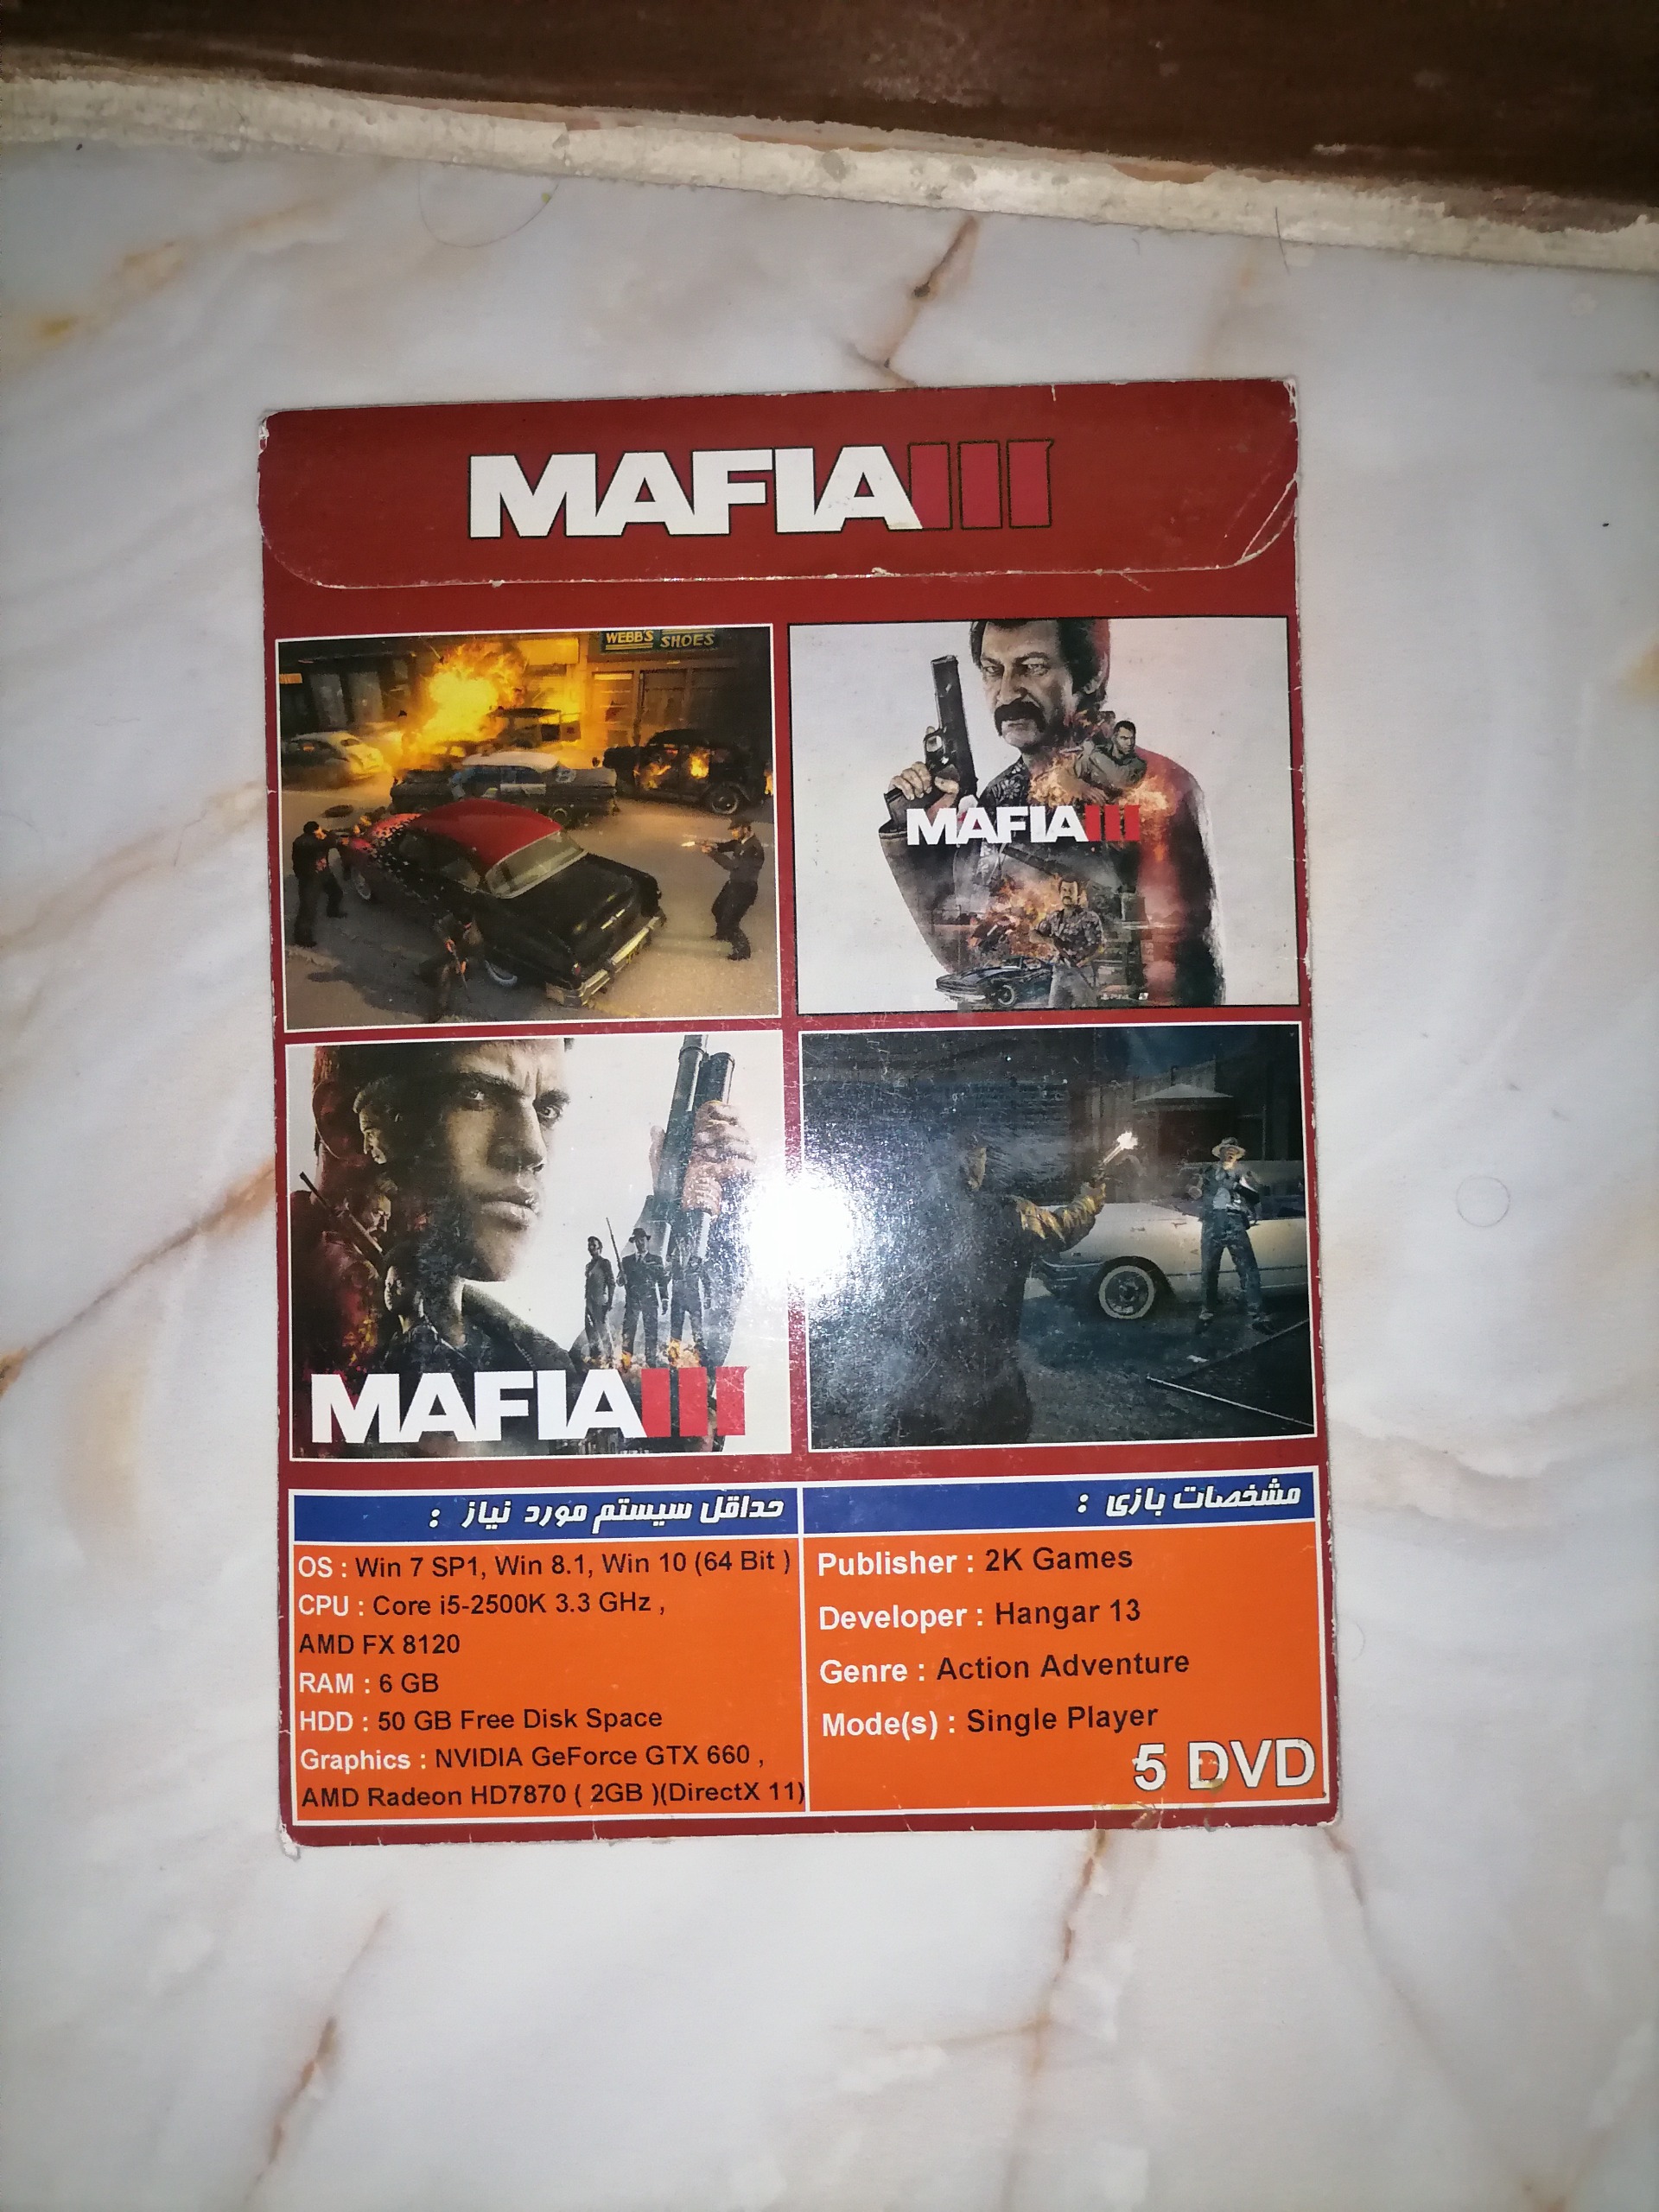 MAFIA III
WEBB'S SHOES
MAFIA III
MAFIA III
حداقل سیستم مورد نیاز :
OS : Win 7 SP1, Win 8.1, Win 10 (64 Bit )
CPU : Core i5-2500K 3.3 GHz ,
AMD FX 8120
RAM : 6 GB
HDD : 50 GB Free Disk Space
Graphics : NVIDIA GeForce GTX 660 ,
AMD Radeon HD7870 ( 2GB )(DirectX 11)
مشخصات بازی :
Publisher : 2K Games
Developer : Hangar 13
Genre : Action Adventure
Mode(s) : Single Player
5 DVD